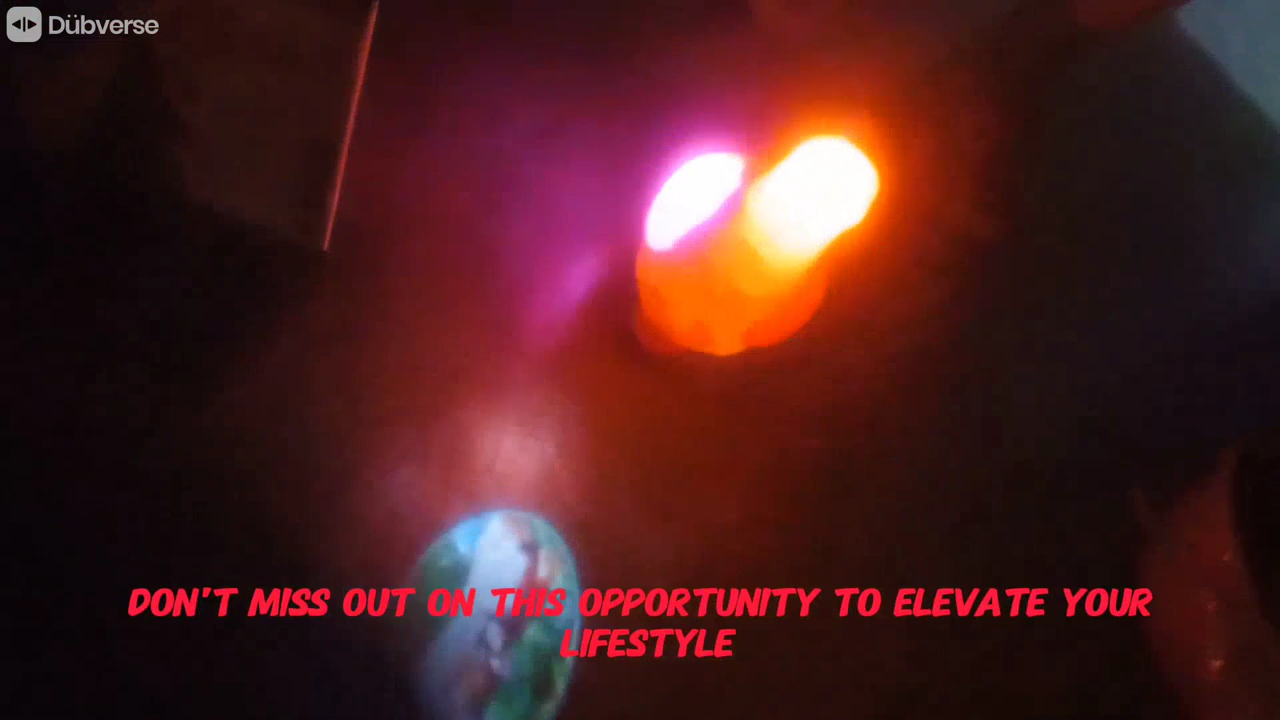 Dübverse
DON'T MISS OUT ON THIS OPPORTUNITY TO ELEVATE YOUR
LIFESTYLE